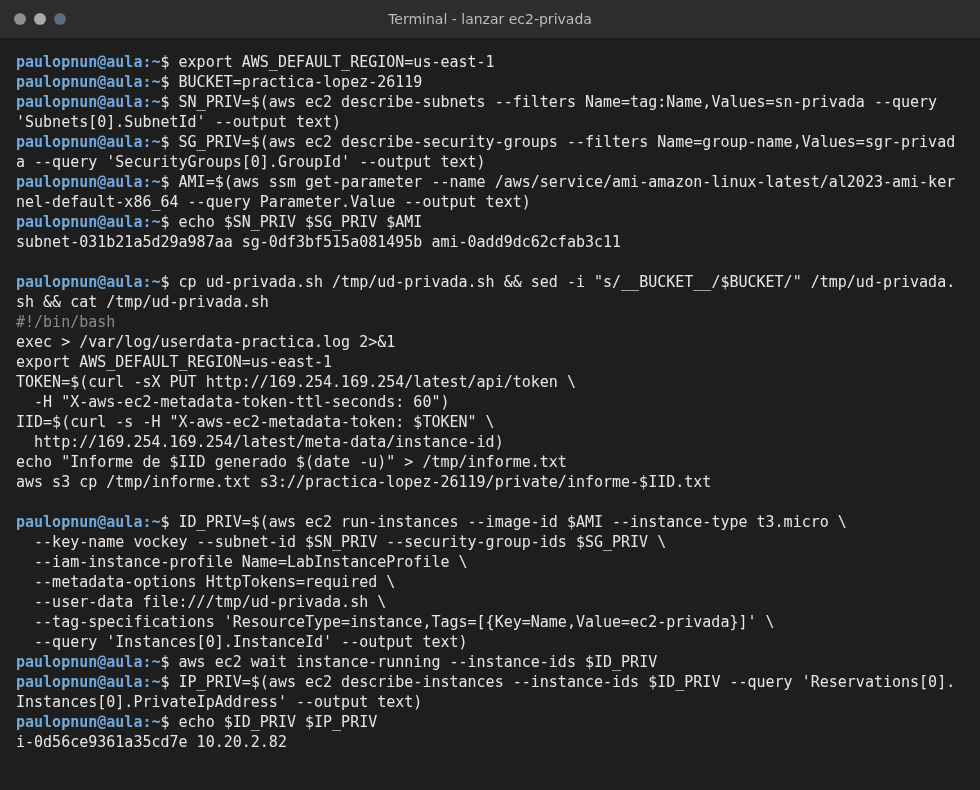 Terminal - lanzar ec2-privada
paulopnun@aula:~$ export AWS_DEFAULT_REGION=us-east-1
paulopnun@aula:~$ BUCKET=practica-lopez-26119
paulopnun@aula:~$ SN_PRIV=$(aws ec2 describe-subnets --filters Name=tag:Name,Values=sn-privada --query
'Subnets[0].SubnetId' --output text)
paulopnun@aula:~$ SG_PRIV=$(aws ec2 describe-security-groups --filters Name=group-name,Values=sgr-privad
a --query 'SecurityGroups[0].GroupId' --output text)
paulopnun@aula:~$ AMI=$(aws ssm get-parameter --name /aws/service/ami-amazon-linux-latest/al2023-ami-ker
nel-default-x86_64 --query Parameter.Value --output text)
paulopnun@aula:~$ echo $SN_PRIV $SG_PRIV $AMI
subnet-031b21a5d29a987aa sg-0df3bf515a081495b ami-0add9dc62cfab3c11
paulopnun@aula:~$ cp ud-privada.sh /tmp/ud-privada.sh && sed -i "s/__BUCKET__/$BUCKET/" /tmp/ud-privada.
sh && cat /tmp/ud-privada.sh
#!/bin/bash
exec > /var/log/userdata-practica.log 2>&1
export AWS_DEFAULT_REGION=us-east-1
TOKEN=$(curl -sX PUT http://169.254.169.254/latest/api/token \
  -H "X-aws-ec2-metadata-token-ttl-seconds: 60")
IID=$(curl -s -H "X-aws-ec2-metadata-token: $TOKEN" \
  http://169.254.169.254/latest/meta-data/instance-id)
echo "Informe de $IID generado $(date -u)" > /tmp/informe.txt
aws s3 cp /tmp/informe.txt s3://practica-lopez-26119/private/informe-$IID.txt
paulopnun@aula:~$ ID_PRIV=$(aws ec2 run-instances --image-id $AMI --instance-type t3.micro \
  --key-name vockey --subnet-id $SN_PRIV --security-group-ids $SG_PRIV \
  --iam-instance-profile Name=LabInstanceProfile \
  --metadata-options HttpTokens=required \
  --user-data file:///tmp/ud-privada.sh \
  --tag-specifications 'ResourceType=instance,Tags=[{Key=Name,Value=ec2-privada}]' \
  --query 'Instances[0].InstanceId' --output text)
paulopnun@aula:~$ aws ec2 wait instance-running --instance-ids $ID_PRIV
paulopnun@aula:~$ IP_PRIV=$(aws ec2 describe-instances --instance-ids $ID_PRIV --query 'Reservations[0].
Instances[0].PrivateIpAddress' --output text)
paulopnun@aula:~$ echo $ID_PRIV $IP_PRIV
i-0d56ce9361a35cd7e 10.20.2.82